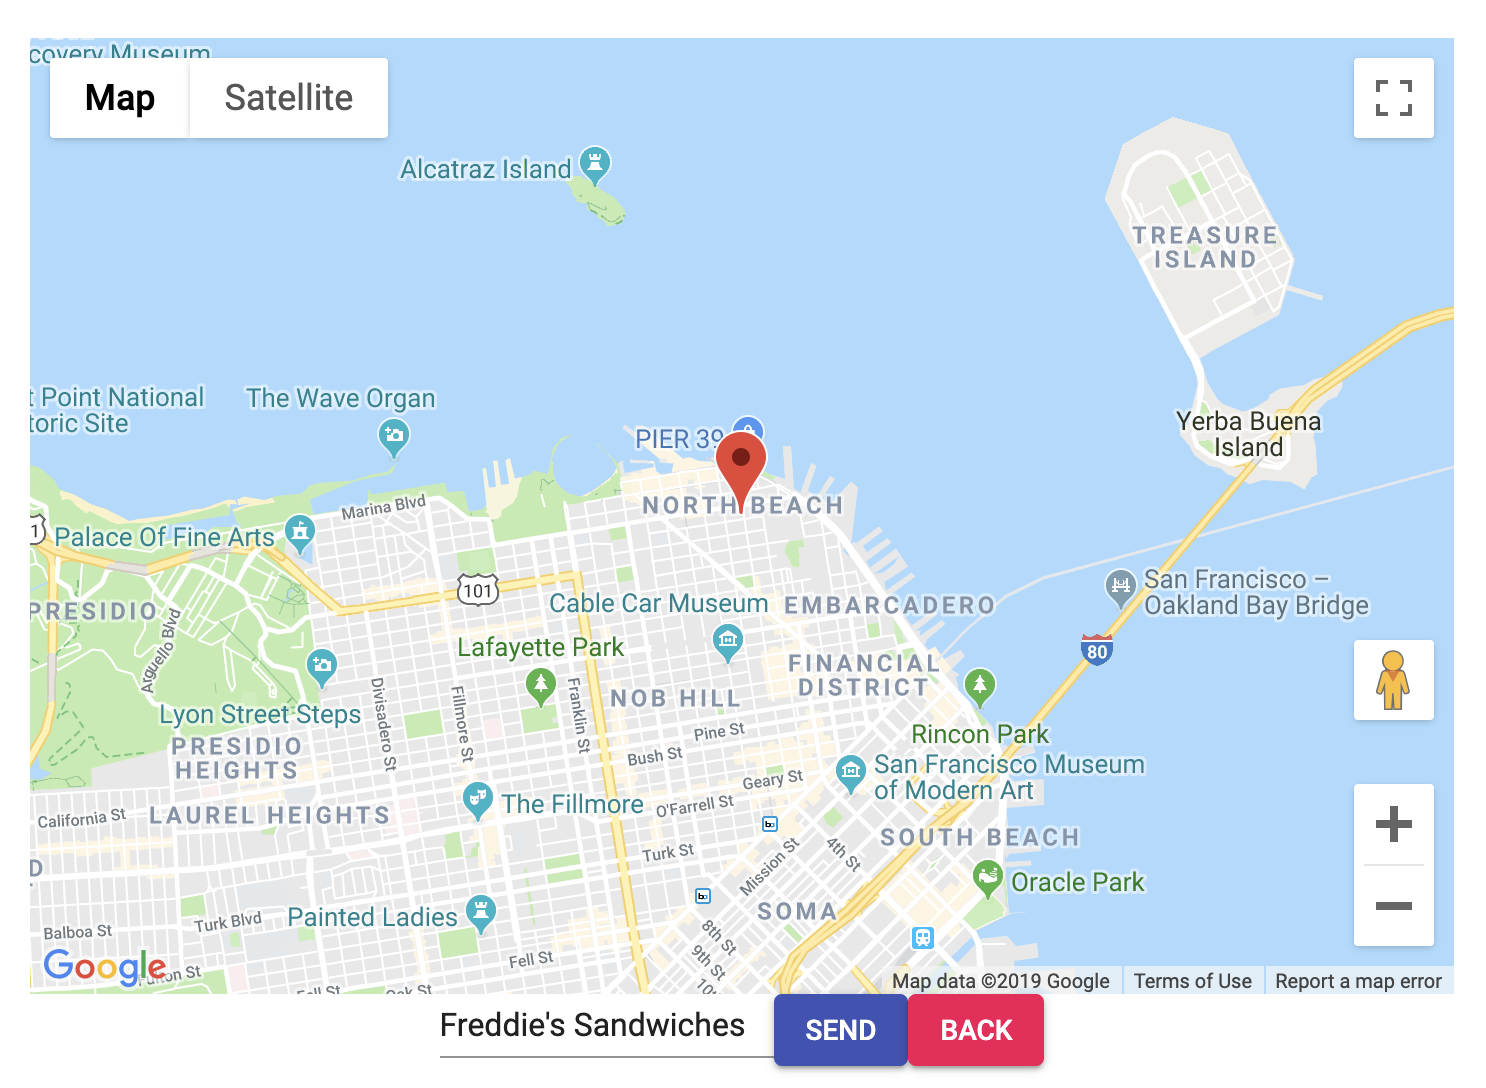 covery Museum
Map
Satellite
Alcatraz Island
TREASURE
ISLAND
t Point National
toric Site
The Wave Organ
Yerba Buena
Island
PIER 39
NORTH BEACH
Marina Blvd
1
Palace Of Fine Arts
101
San Francisco –
Oakland Bay Bridge
PRESIDIO
Cable Car Museum
EMBARCADERO
Arguello Blvd
Lafayette Park
80
FINANCIAL
DISTRICT
Divisadero St
Fillmore St
Franklin St
NOB HILL
Lyon Street Steps
Pine St
Rincon Park
PRESIDIO
HEIGHTS
Bush St
San Francisco Museum
of Modern Art
Geary St
California St
LAUREL HEIGHTS
The Fillmore
O'Farrell St
SOUTH BEACH
Turk St
Mission St
4th St
D
Oracle Park
Painted Ladies
SOMA
Turk Blvd
Balboa St
8th St
9th St
Fell St
Google
Map data ©2019 Google
Terms of Use
Report a map error
Freddie's Sandwiches
SEND
BACK